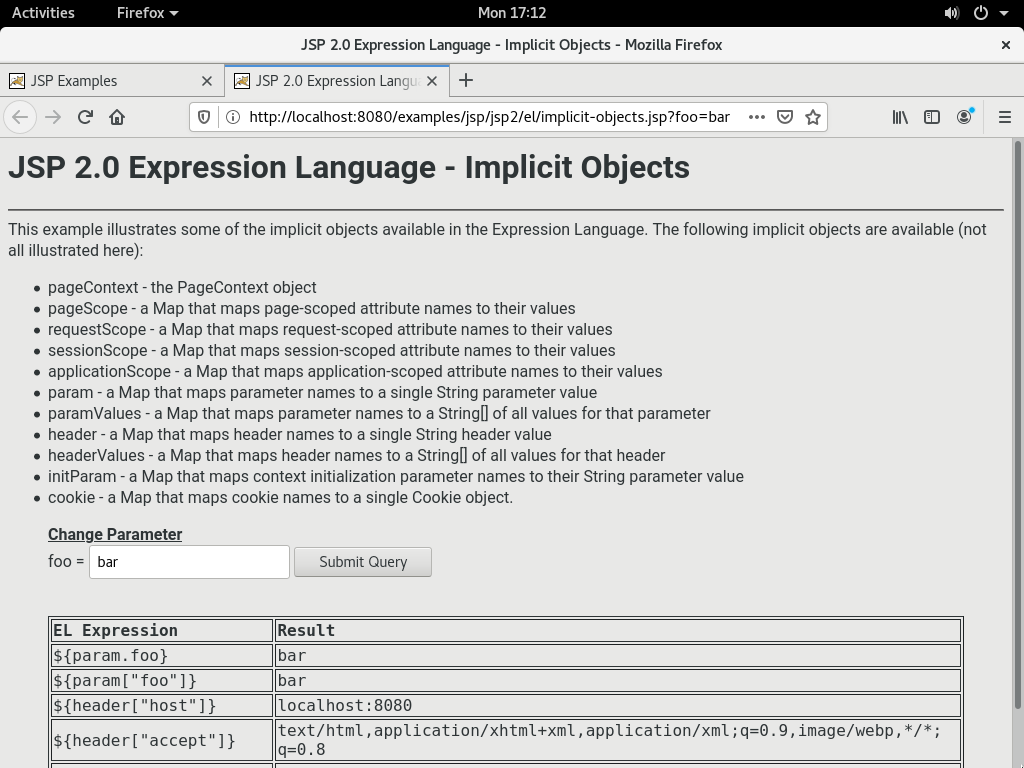 Activities Firefox Mon 17:12
JSP 2.0 Expression Language - Implicit Objects - Mozilla Firefox
JSP Examples JSP 2.0 Expression Langu
http://localhost:8080/examples/jsp/jsp2/el/implicit-objects.jsp?foo=bar
JSP 2.0 Expression Language - Implicit Objects
This example illustrates some of the implicit objects available in the Expression Language. The following implicit objects are available (not
all illustrated here):
• pageContext - the PageContext object
• pageScope - a Map that maps page-scoped attribute names to their values
• requestScope - a Map that maps request-scoped attribute names to their values
• sessionScope - a Map that maps session-scoped attribute names to their values
• applicationScope - a Map that maps application-scoped attribute names to their values
• param - a Map that maps parameter names to a single String parameter value
• paramValues - a Map that maps parameter names to a String[] of all values for that parameter
• header - a Map that maps header names to a single String header value
• headerValues - a Map that maps header names to a String[] of all values for that header
• initParam - a Map that maps context initialization parameter names to their String parameter value
• cookie - a Map that maps cookie names to a single Cookie object.
Change Parameter
foo = bar Submit Query
EL Expression Result
${param.foo} bar
${param["foo"]} bar
${header["host"]} localhost:8080
${header["accept"]} text/html,application/xhtml+xml,application/xml;q=0.9,image/webp,*/*;
q=0.8